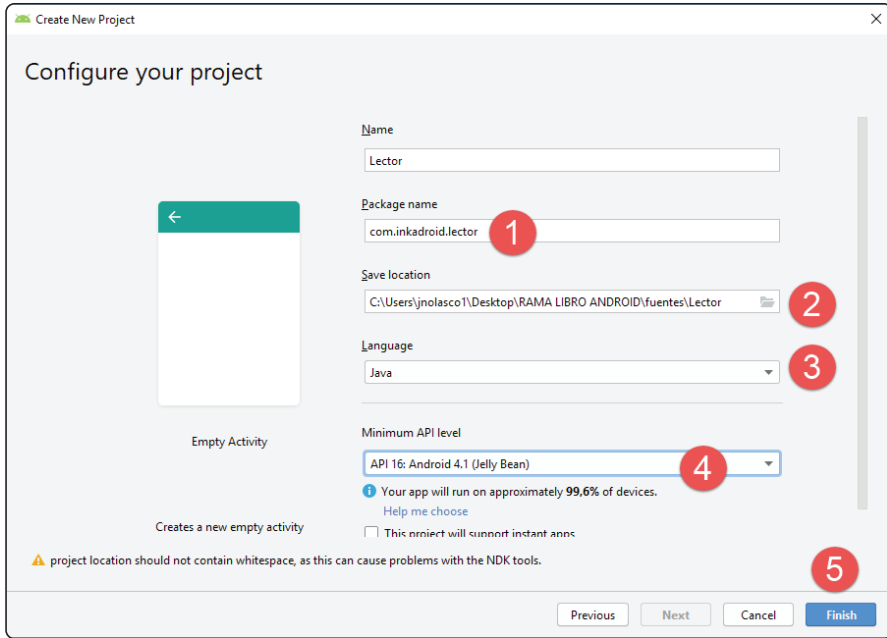 Create New Project
Configure your project
Name
Lector
Package name
com.inkadroid.lector
1
Save location
C:\Users\jnolasco1\Desktop\RAMA LIBRO ANDROID\fuentes\Lector
2
Language
Java
3
Empty Activity
Minimum API level
API 16: Android 4.1 (Jelly Bean)
4
Your app will run on approximately 99,6% of devices.
Help me choose
Creates a new empty activity
This project will support instant apps
project location should not contain whitespace, as this can cause problems with the NDK tools.
5
Previous
Next
Cancel
Finish